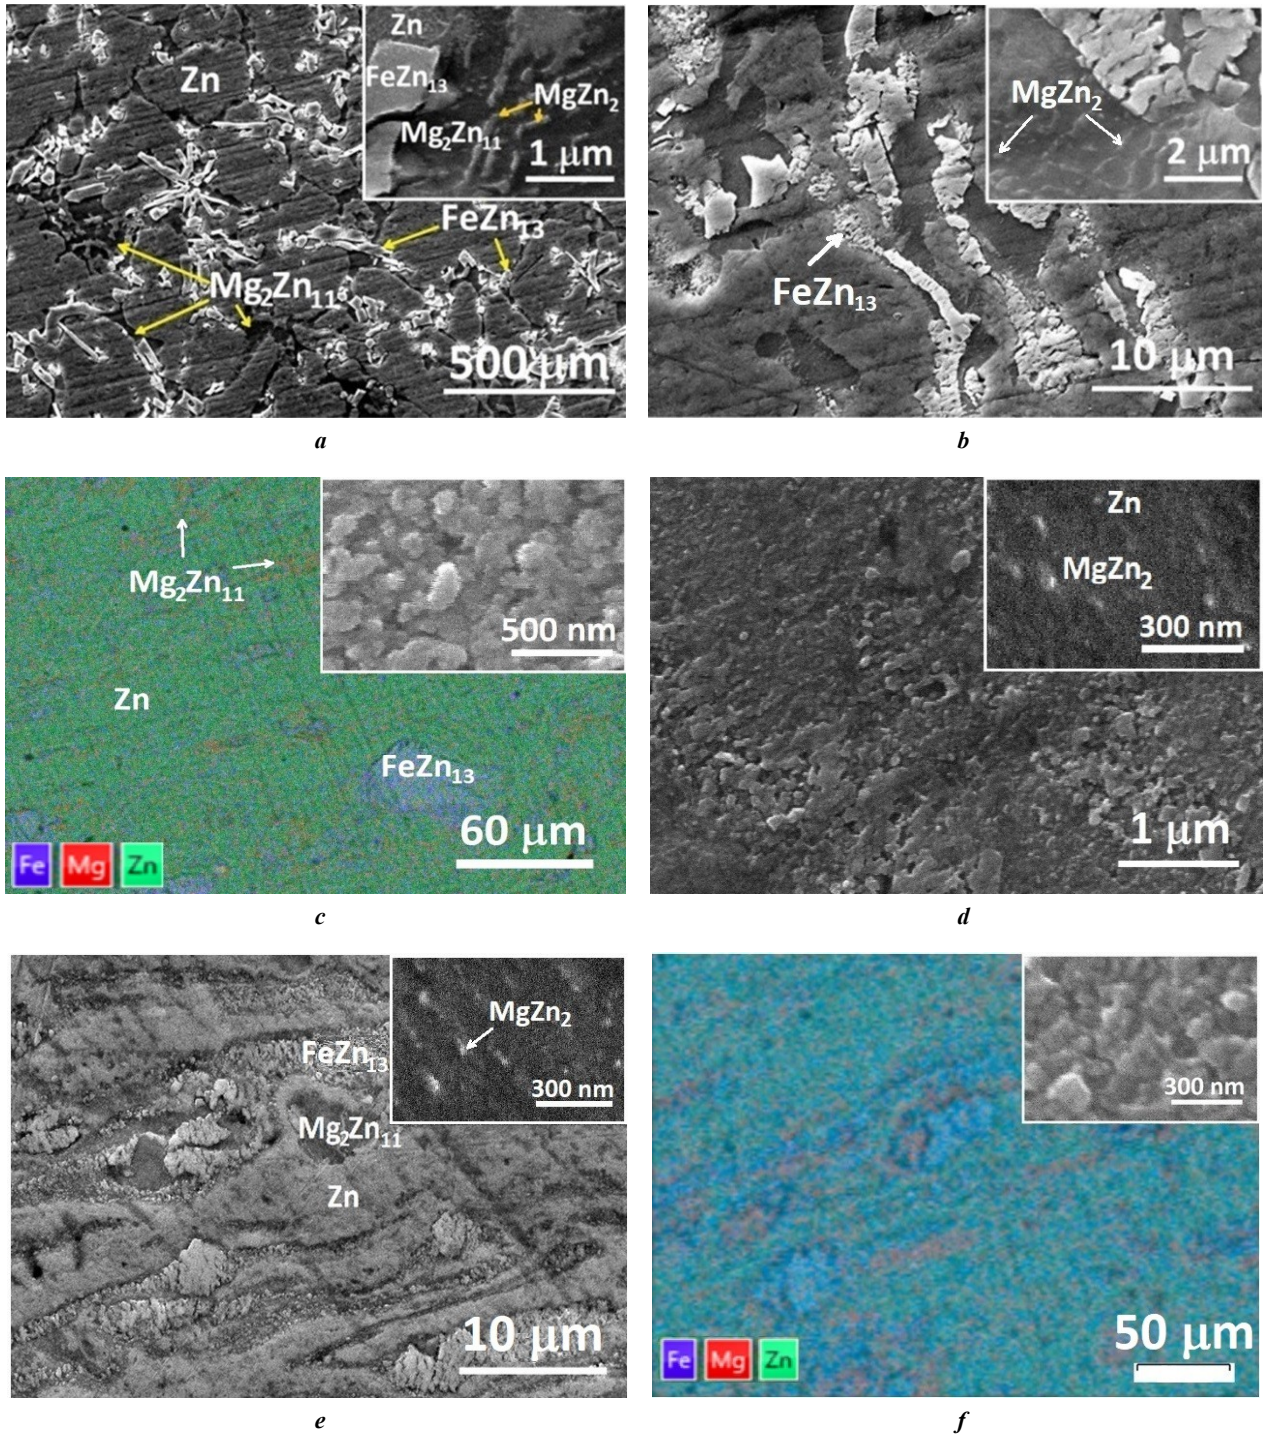 Zn
Zn
FeZn13
MgZn2
Mg2Zn11
1 μm
FeZn13
Mg2Zn11
500 μm
a
MgZn2
2 μm
FeZn13
10 μm
b
Mg2Zn11
500 nm
Zn
FeZn13
60 μm
Fe Mg Zn
c
Zn
MgZn2
300 nm
1 μm
d
MgZn2
FeZn13
300 nm
Mg2Zn11
Zn
10 μm
e
300 nm
50 μm
Fe Mg Zn
f